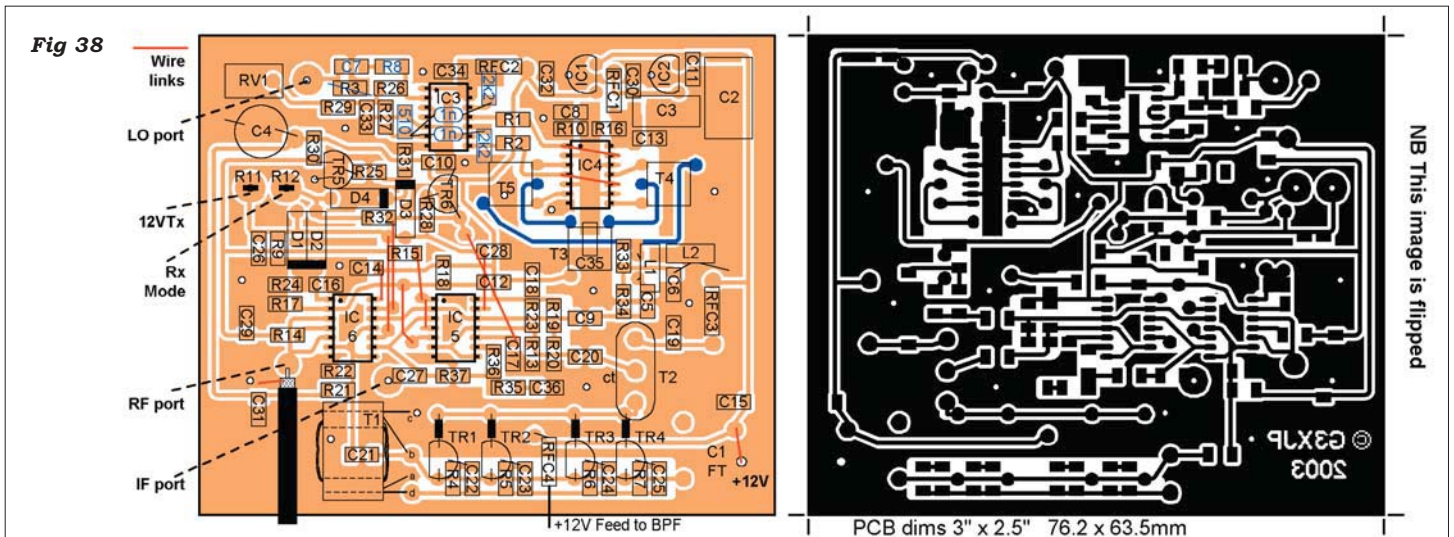 Fig 38
Wire
links
LO port
12VTx
Rx
Mode
RF port
IF port
RV1
C7
R8
C34
RFC2
R3
R26
IC3
2K2
R29
C33
R27
510
1n
1n
2K2
C32
IC1
RFC1
C30
IC2
C11
C2
C3
C8
R1
R10
R16
C13
R2
IC4
C4
R30
TR5
R25
R31
C10
TR6
R11
R12
D4
D3
R28
T5
T4
R32
C26
R9
D1
D2
R15
C28
T3
C35
R33
L1
L2
C14
R18
C12
C18
C5
C6
R24
C16
R17
R34
RFC3
C29
R14
IC
6
IC
5
R23
R19
C9
C19
C17
R13
R20
C20
R36
R22
C27
R37
ct
T2
R21
R35
C36
C31
T1
c
C15
C21
b
a
d
TR1
TR2
TR3
TR4
R4
C22
R5
C23
RFC4
R6
C24
R7
C25
C1
FT
+12V
+12V Feed to BPF
© G3XJP
2003
PCB dims 3" x 2.5" 76.2 x 63.5mm
NB This image is flipped